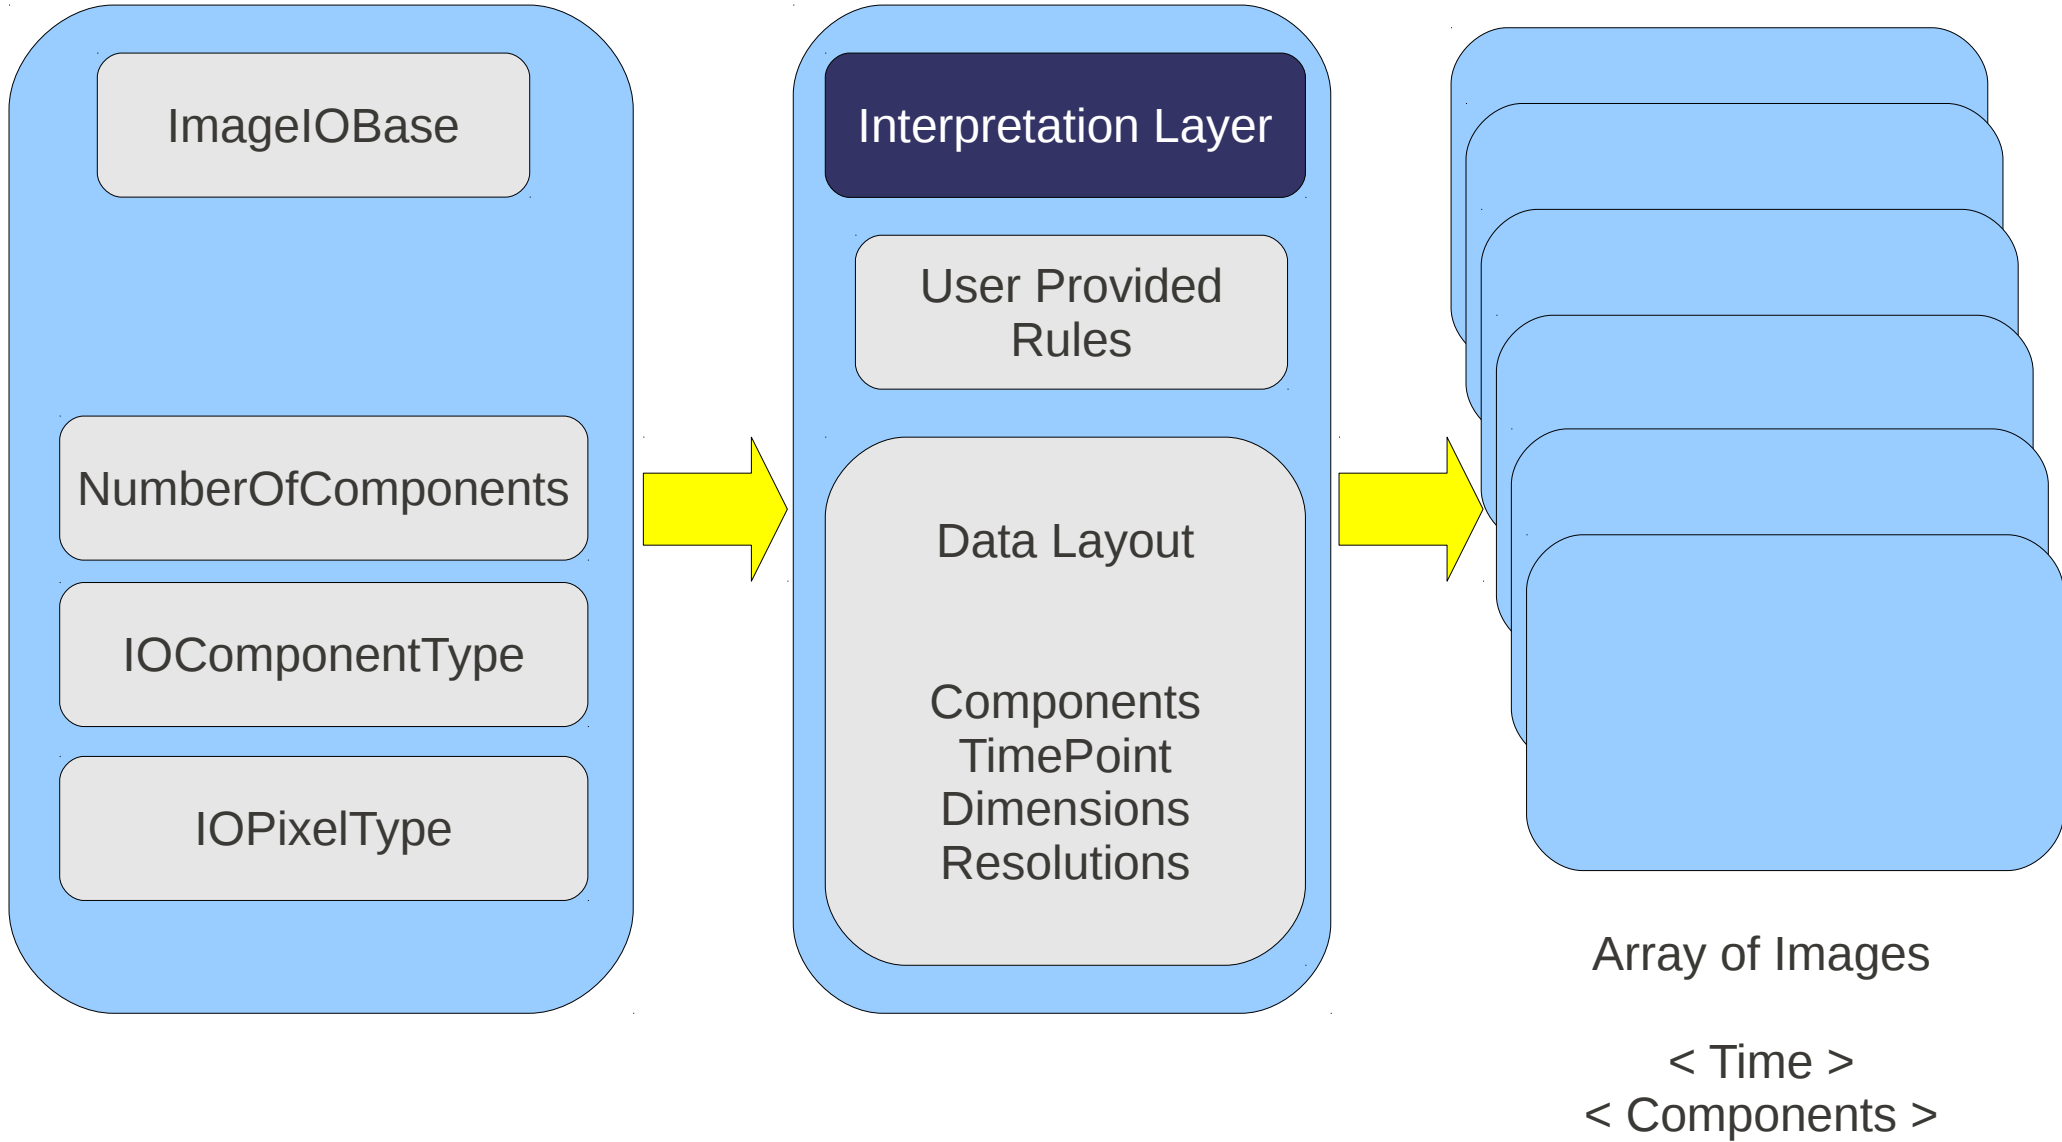 ImageIOBase
NumberOfComponents
IOComponentType
IOPixelType
Interpretation Layer
User Provided
Rules
Data Layout
Components
TimePoint
Dimensions
Resolutions
Array of Images
< Time >
< Components >